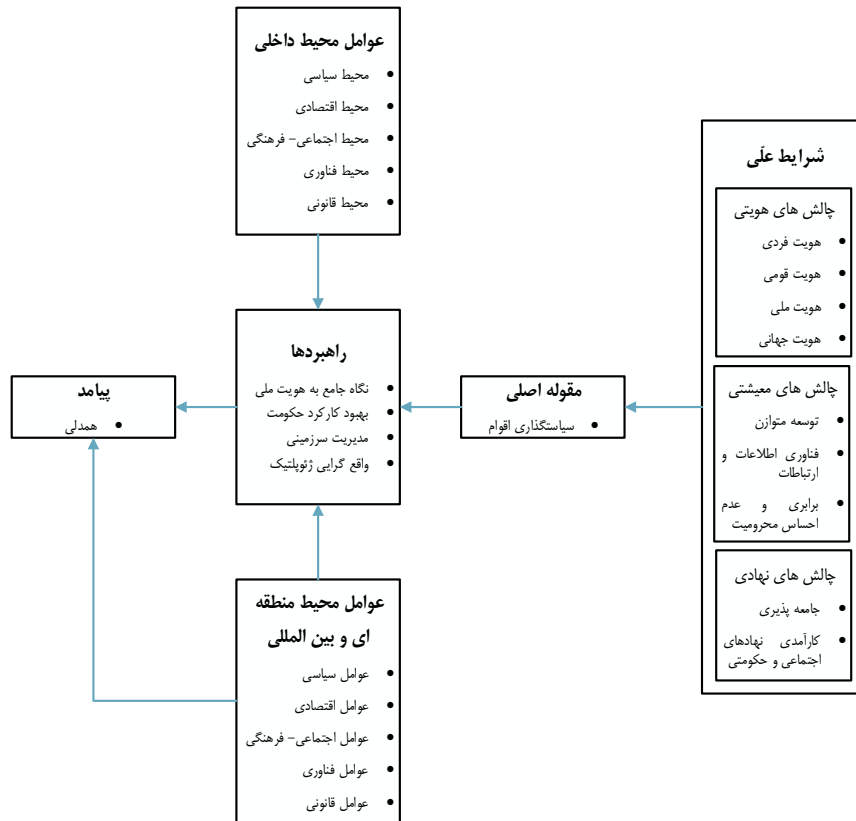 عوامل محیط داخلی
• محیط سیاسی
• محیط اقتصادی
• محیط اجتماعی- فرهنگی
• محیط فناوری
• محیط قانونی
شرایط علّی
چالش های هویتی
• هویت فردی
• هویت قومی
• هویت ملی
• هویت جهانی
چالش های معیشتی
• توسعه متوازن
• فناوری اطلاعات و
ارتباطات
• برابری و عدم
احساس محرومیت
چالش های نهادی
• جامعه پذیری
• کارآمدی نهادهای
اجتماعی و حکومتی
مقوله اصلی
• سیاستگذاری اقوام
راهبردها
• نگاه جامع به هویت ملی
• بهبود کارکرد حکومت
• مدیریت سرزمینی
• واقع گرایی ژئوپلتیک
پیامد
• همدلی
عوامل محیط منطقه
ای و بین المللی
• عوامل سیاسی
• عوامل اقتصادی
• عوامل اجتماعی- فرهنگی
• عوامل فناوری
• عوامل قانونی